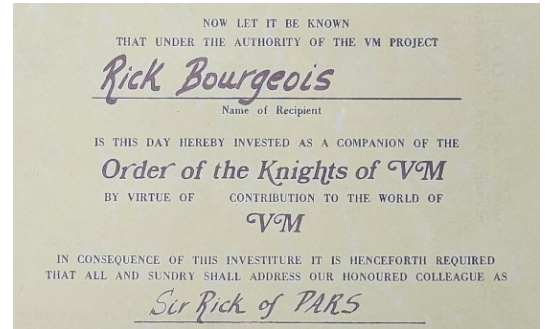 NOW LET IT BE KNOWN
THAT UNDER THE AUTHORITY OF THE VM PROJECT
Rick Bourgeois
Name of Recipient
IS THIS DAY HEREBY INVESTED AS A COMPANION OF THE
Order of the Knights of VM
BY VIRTUE OF CONTRIBUTION TO THE WORLD OF
VM
IN CONSEQUENCE OF THIS INVESTITURE IT IS HENCEFORTH REQUIRED
THAT ALL AND SUNDRY SHALL ADDRESS OUR HONOURED COLLEAGUE AS
Sir Rick of PARS